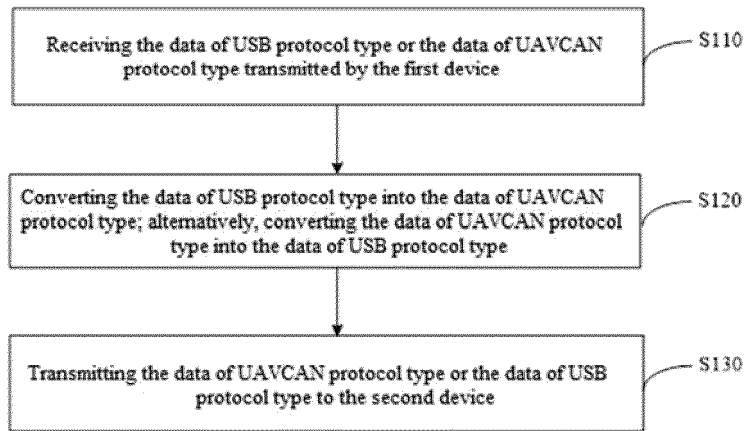 Receiving the data of USB protocol type or the data of UAVCAN
protocol type transmitted by the first device
S110
Converting the data of USB protocol type into the data of UAVCAN
protocol type; alternatively, converting the data of UAVCAN protocol
type into the data of USB protocol type
S120
Transmitting the data of UAVCAN protocol type or the data of USB
protocol type to the second device
S130